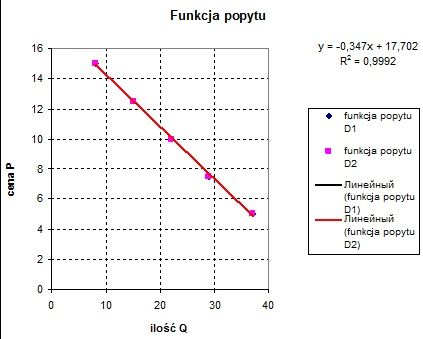 Funkcja popytu
y = -0,347x + 17,702
R² = 0,9992
16
14
12
10
8
6
4
2
0
0 10 20 30 40
cena P
ilość Q
funkcja popytu
D1
funkcja popytu
D2
Линейный
(funkcja popytu
D1)
Линейный
(funkcja popytu
D2)